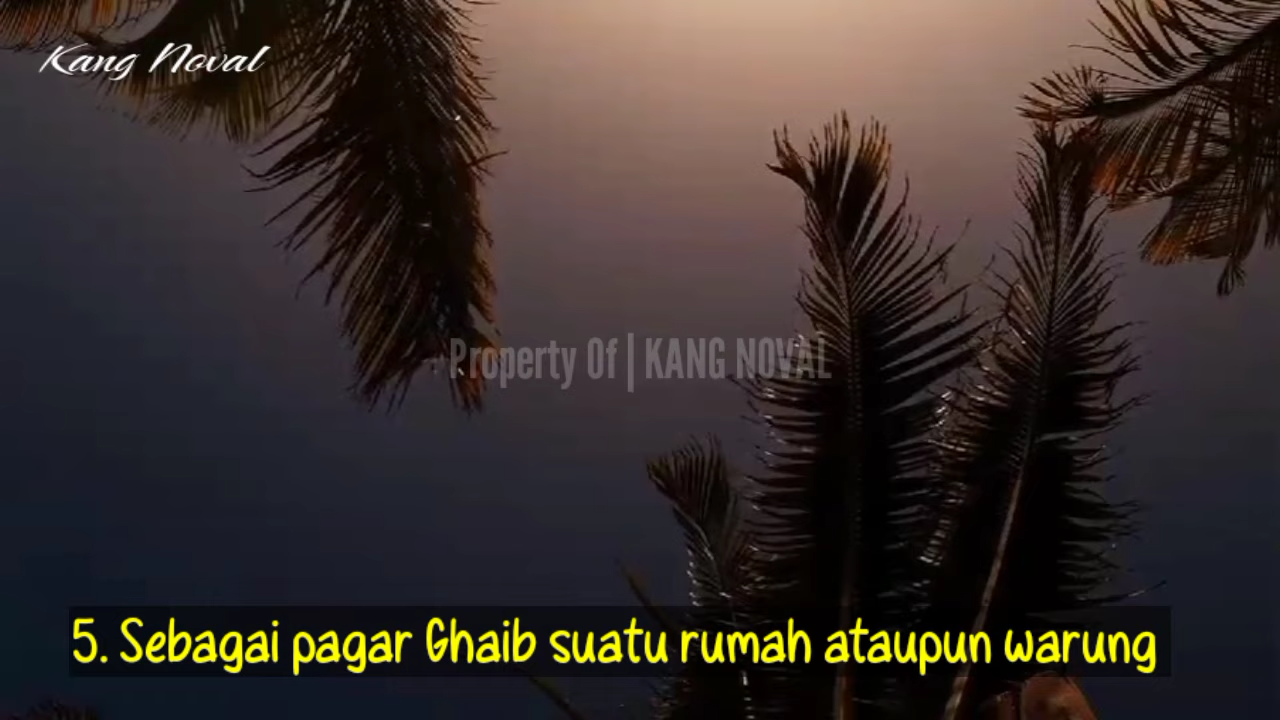 Kang Noval
Property Of | KANG NOVAL
5. Sebagai pagar Ghaib suatu rumah ataupun warung